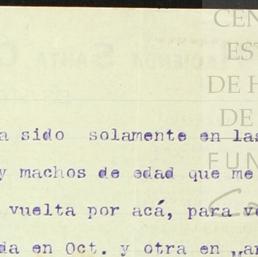 CEN
ES
DE H
DE
FUN
a sido solamente en las
y machos de edad que me
vuelta por acá, para v
da en Oct. y otra en